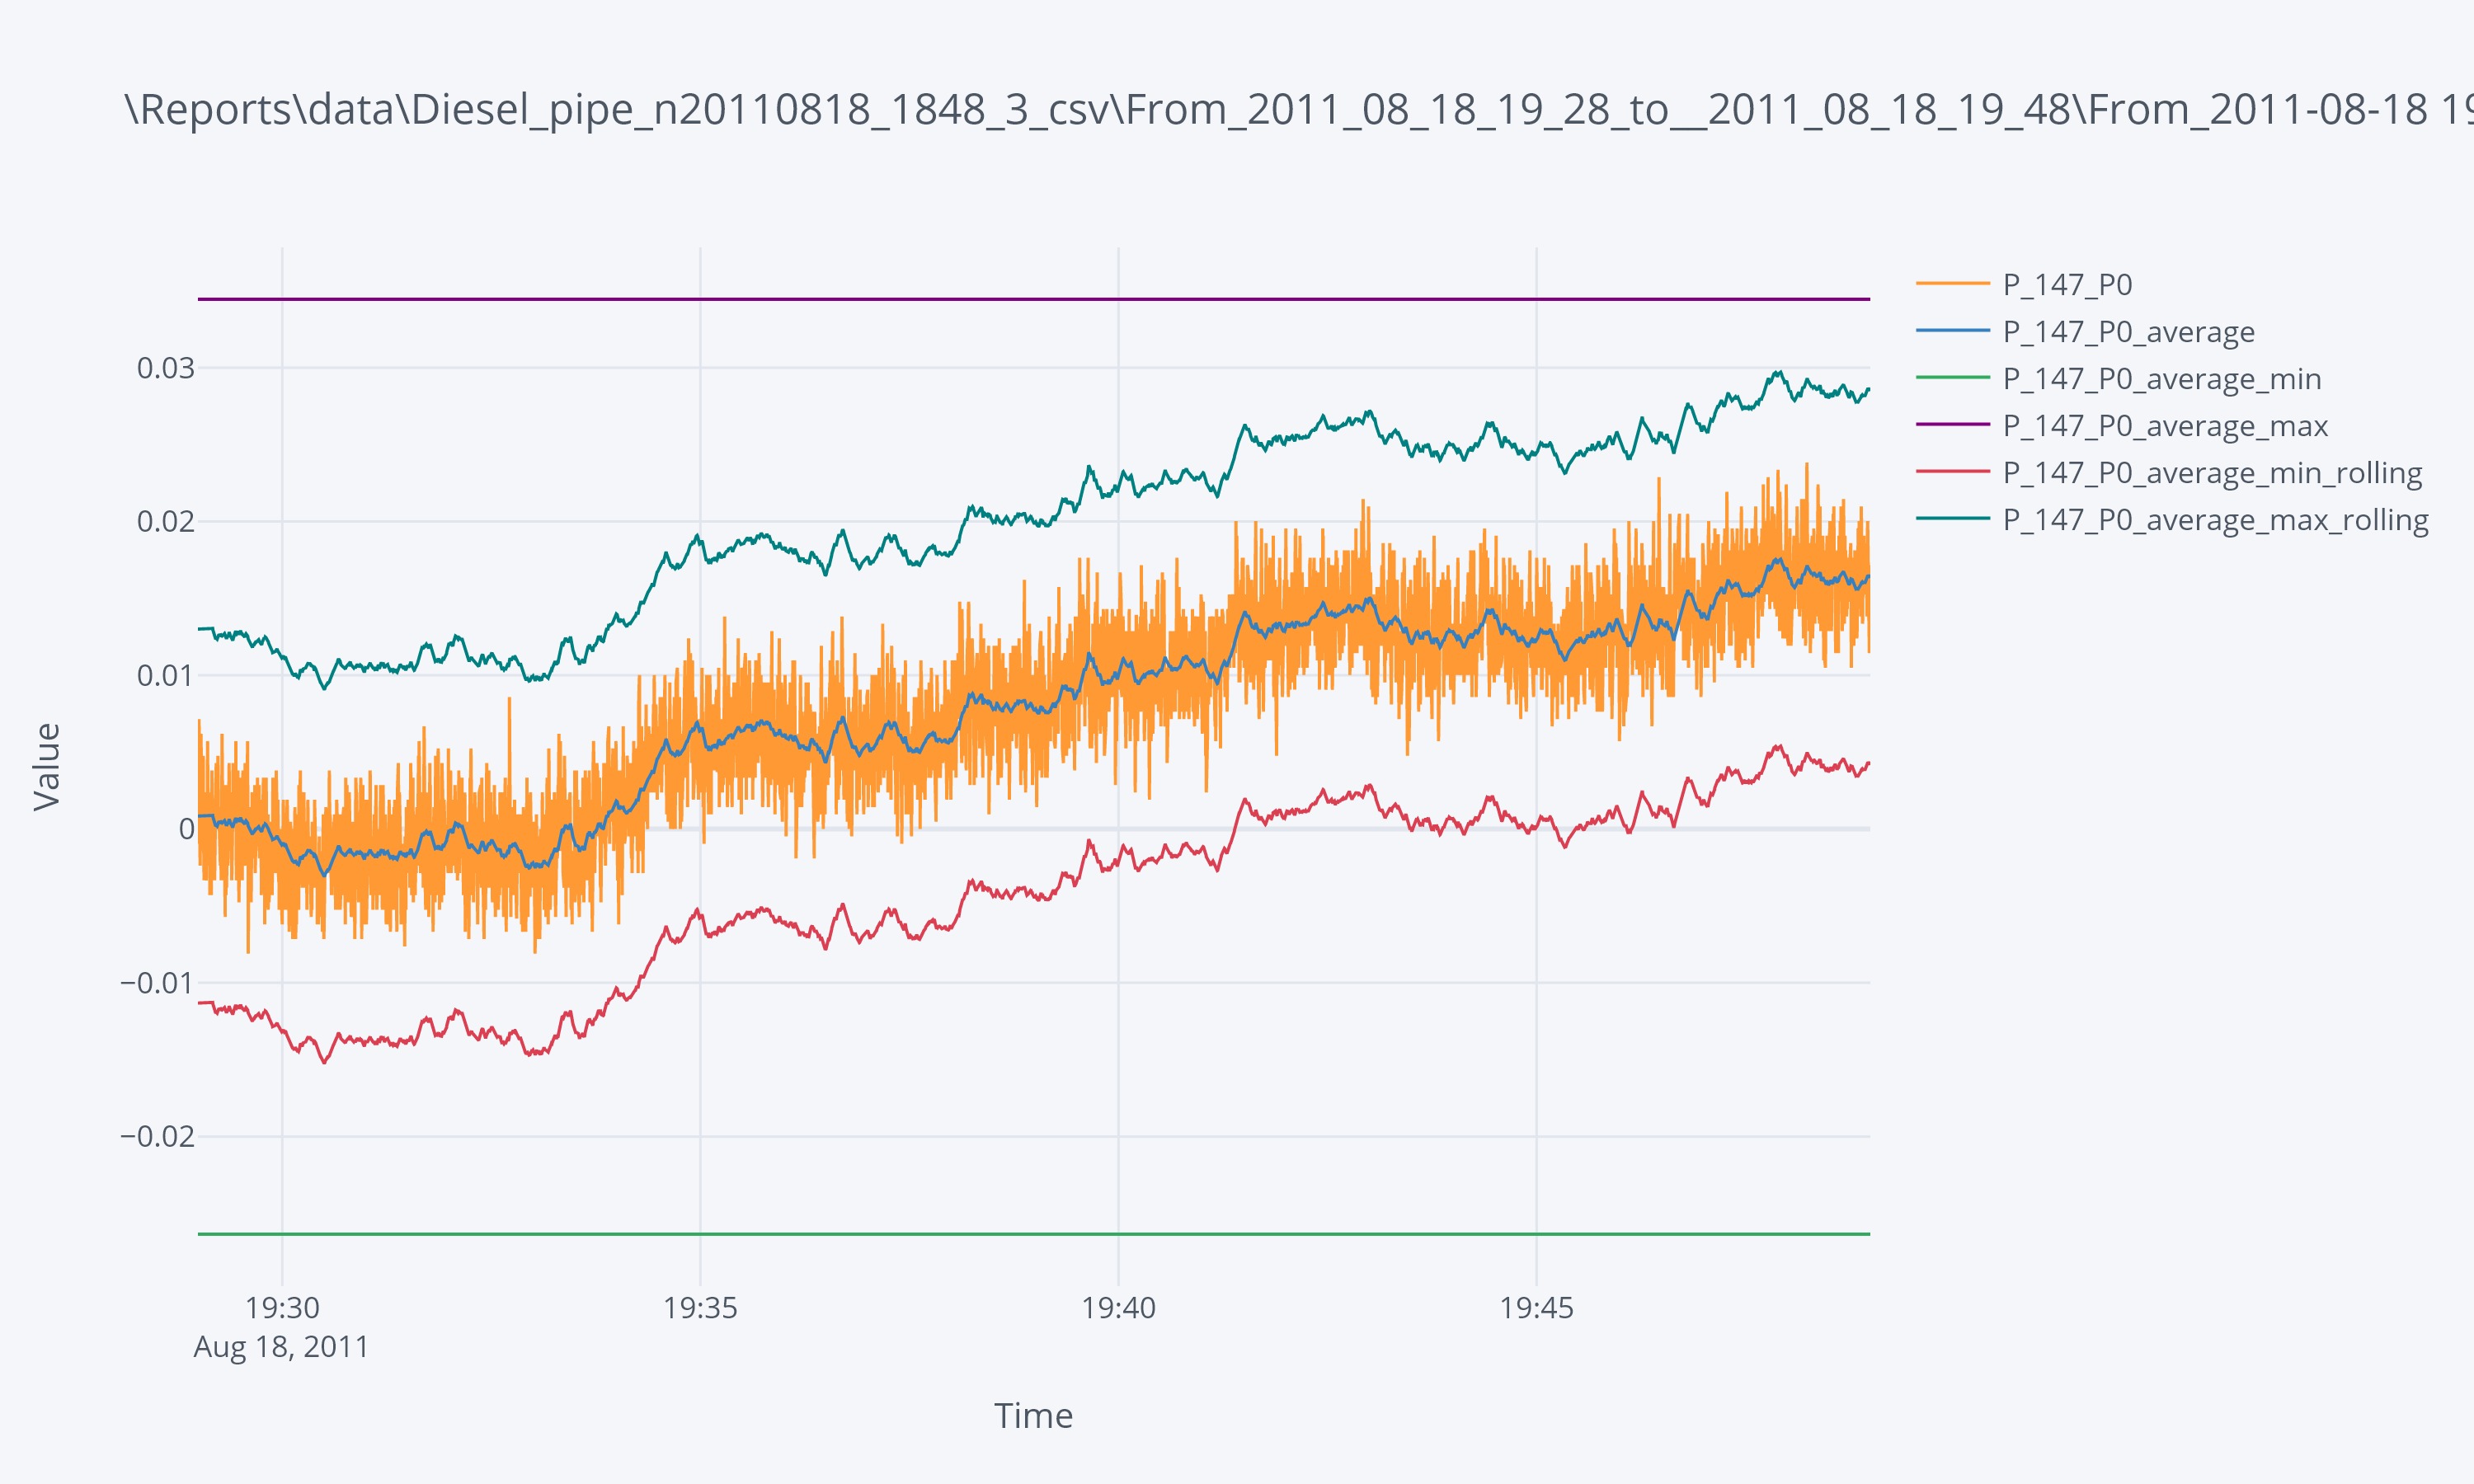 \Reports\data\Diesel_pipe_n20110818_1848_3_csv\From_2011_08_18_19_28_to__2011_08_18_19_48\From_2011-08-18 19
P_147_P0
P_147_P0_average
P_147_P0_average_min
P_147_P0_average_max
P_147_P0_average_min_rolling
P_147_P0_average_max_rolling
0.03
0.02
0.01
0
−0.01
−0.02
Value
19:30
19:35
19:40
19:45
Aug 18, 2011
Time